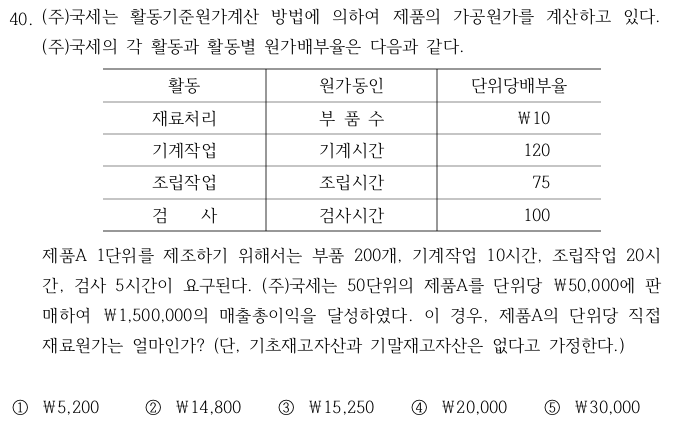 40. (주)국세는 활동기준원가계산 방법에 의하여 제품의 가공원가를 계산하고 있다.
(주)국세의 각 활동과 활동별 원가배부율은 다음과 같다.
활동 원가동인 단위당배부율
재료처리 부 품 수 ₩10
기계작업 기계시간 120
조립작업 조립시간 75
검 사 검사시간 100
제품A 1단위를 제조하기 위해서는 부품 200개, 기계작업 10시간, 조립작업 20시
간, 검사 5시간이 요구된다. (주)국세는 50단위의 제품A를 단위당 ₩50,000에 판
매하여 ₩1,500,000의 매출총이익을 달성하였다. 이 경우, 제품A의 단위당 직접
재료원가는 얼마인가? (단, 기초재고자산과 기말재고자산은 없다고 가정한다.)
① ₩5,200 ② ₩14,800 ③ ₩15,250 ④ ₩20,000 ⑤ ₩30,000